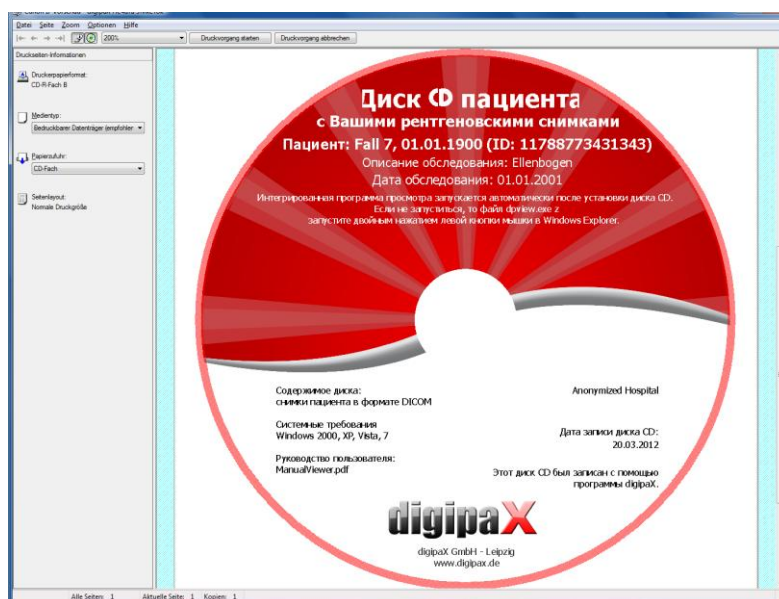 Datei Seite Zoom Optionen Hilfe
200%
Druckvorgang starten
Druckvorgang abbrechen
Druckseiten-Informationen
Druckerpapierformat:
CD-R-Fach B
Medientyp:
Bedruckbarer Datenträger (empfohlen
Papierzufuhr:
CD-Fach
Seitenlayout:
Normale Druckgröße
Диск CD пациента
с Вашими рентгеновскими снимками
Пациент: Fall 7, 01.01.1900 (ID: 11788773431343)
Описание обследования: Ellenbogen
Дата обследования: 01.01.2001
Интегрированная программа просмотра запускается автоматически после установки диска CD.
Если не запуститься, то файл dpview.exe z
запустите двойным нажатием левой кнопки мышки в Windows Explorer.
Содержимое диска:
снимки пациента в формате DICOM
Системные требования
Windows 2000, XP, Vista, 7
Руководство пользователя:
ManualViewer.pdf
Anonymized Hospital
Дата записи диска CD:
20.03.2012
Этот диск CD был записан с помощью
программы digipaX.
digipaX
digipaX GmbH - Leipzig
www.digipax.de
Alle Seiten: 1 Aktuelle Seite: 1 Kopien: 1